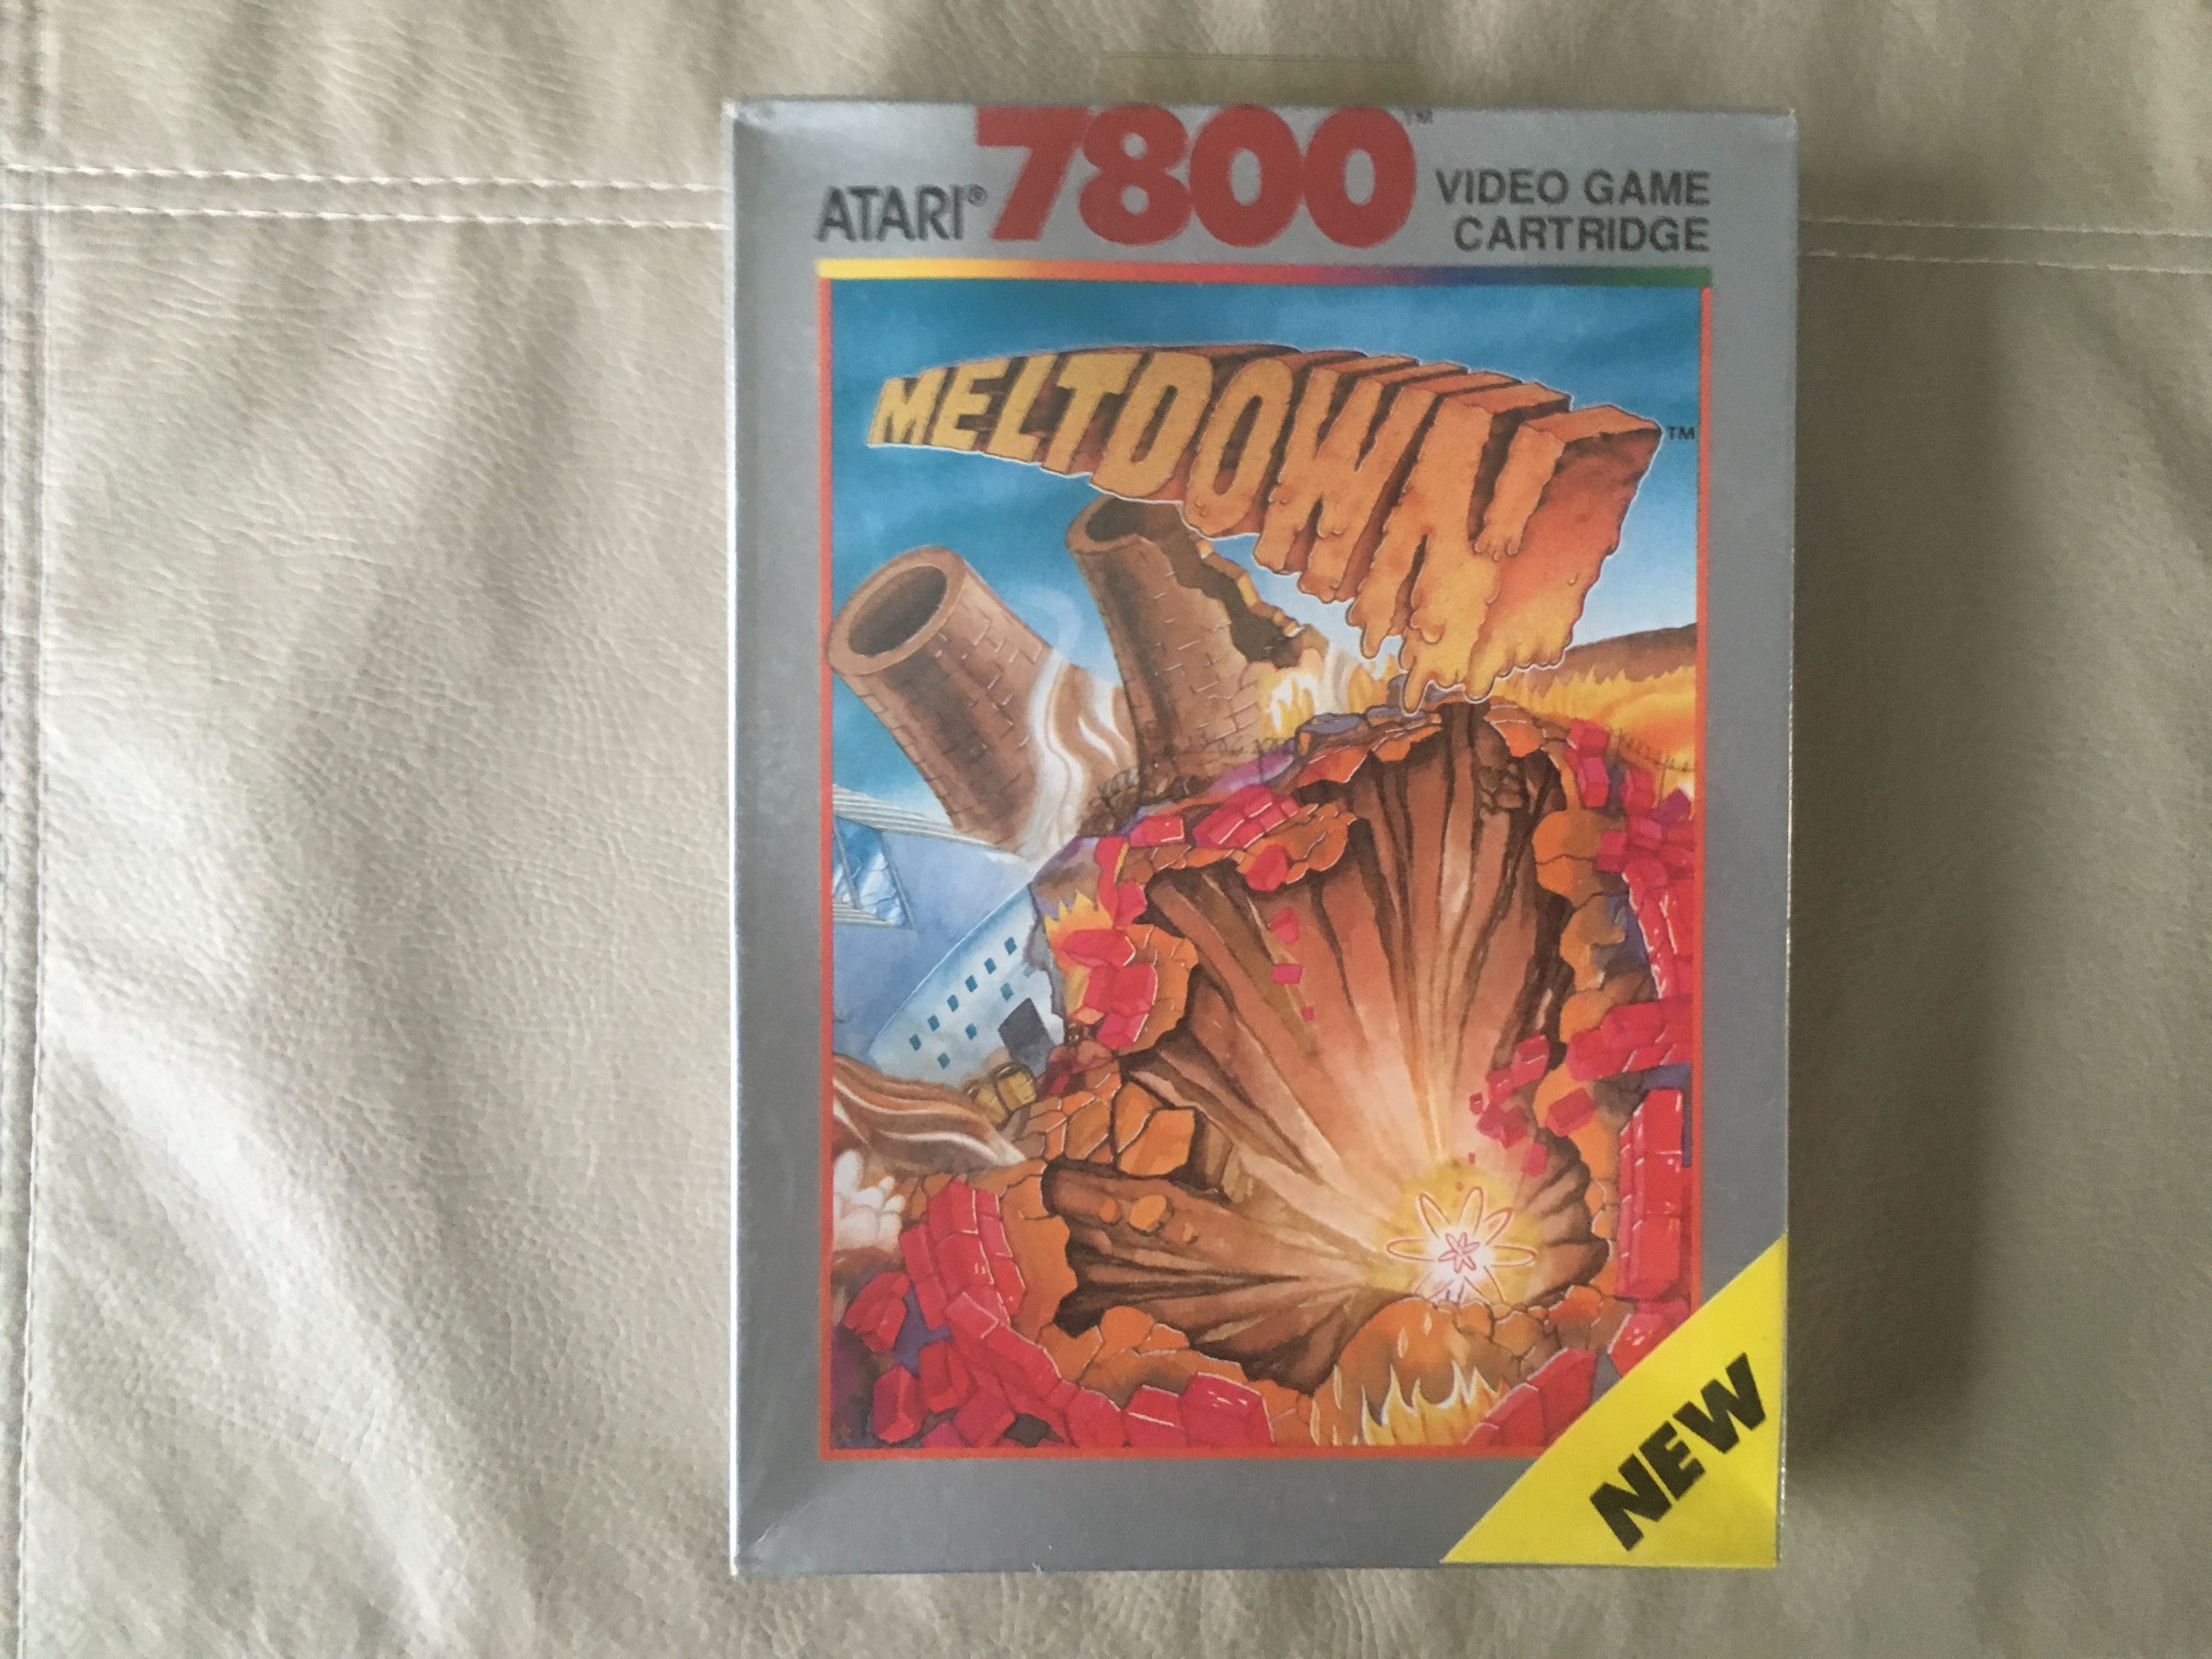 ATARI® 7800™ VIDEO GAME
CARTRIDGE
MELTDOWN™
NEW